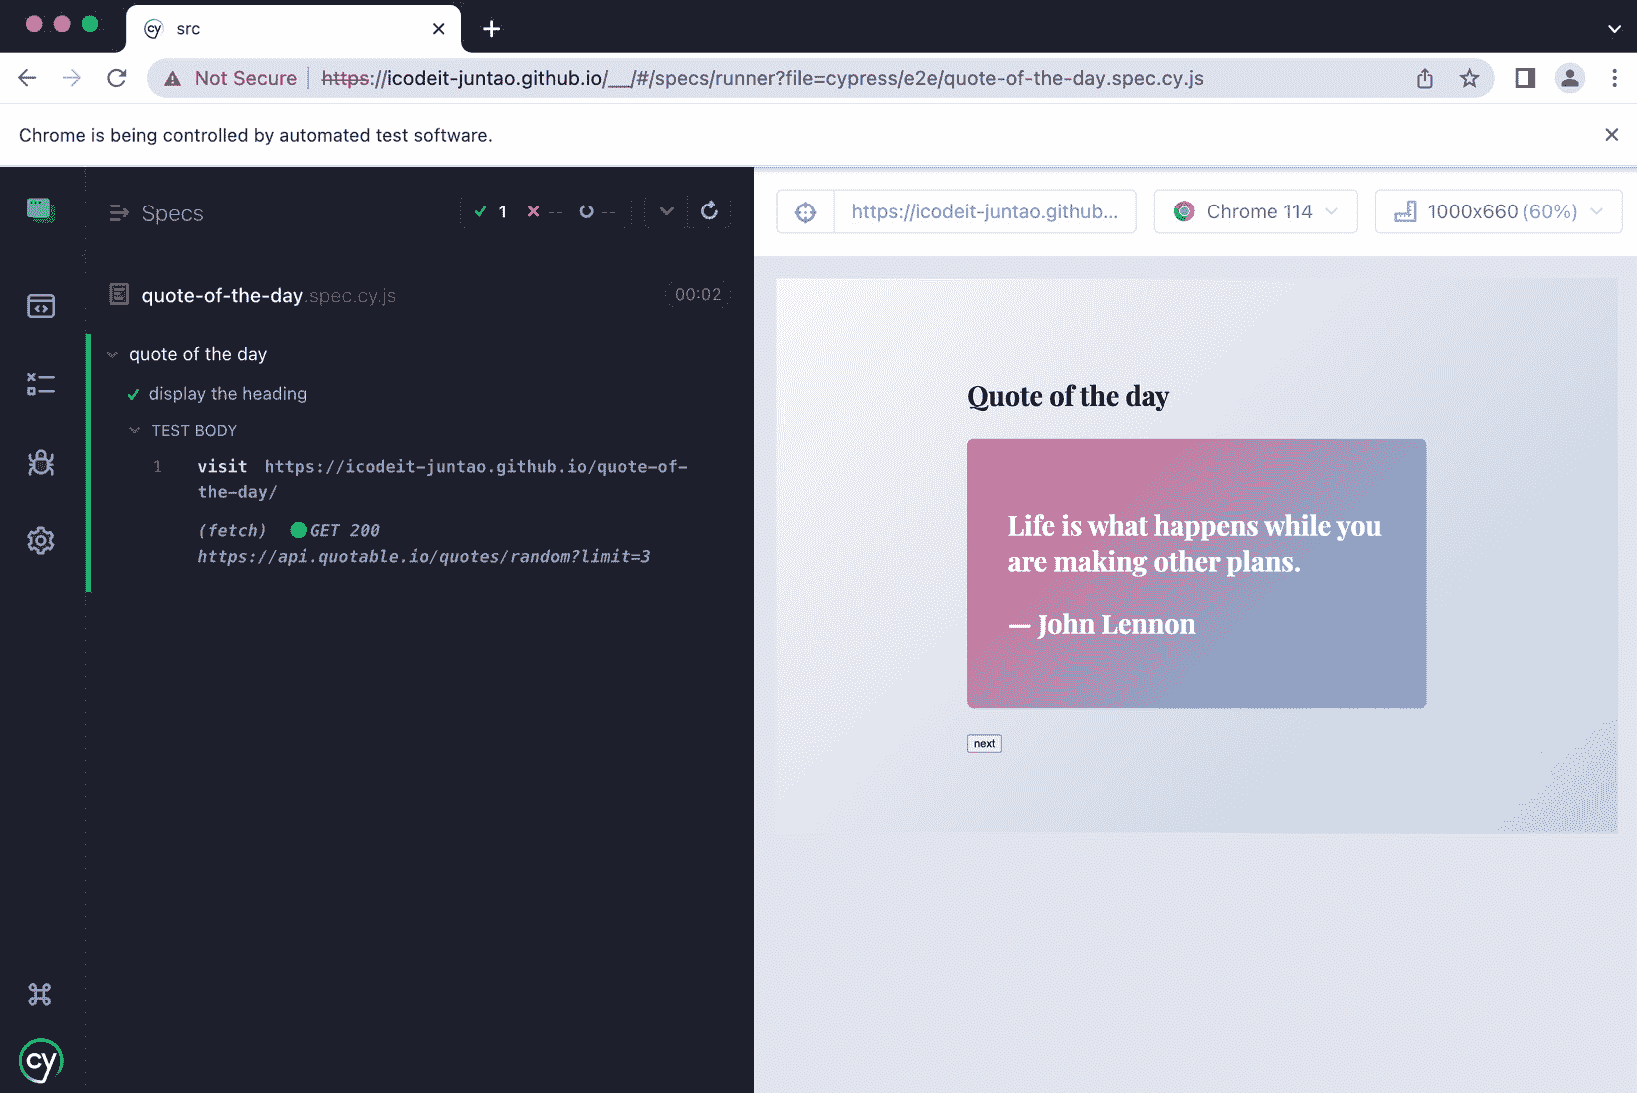 cy src
Not Secure https://icodeit-juntao.github.io/__/#/specs/runner?file=cypress/e2e/quote-of-the-day.spec.cy.js
Chrome is being controlled by automated test software.
Specs 1 -- --
quote-of-the-day.spec.cy.js 00:02
quote of the day
display the heading
TEST BODY
1 visit https://icodeit-juntao.github.io/quote-of-
the-day/
(fetch) GET 200
https://api.quotable.io/quotes/random?limit=3
cy
https://icodeit-juntao.github... Chrome 114 1000x660 (60%)
Quote of the day
Life is what happens while you
are making other plans.
— John Lennon
next